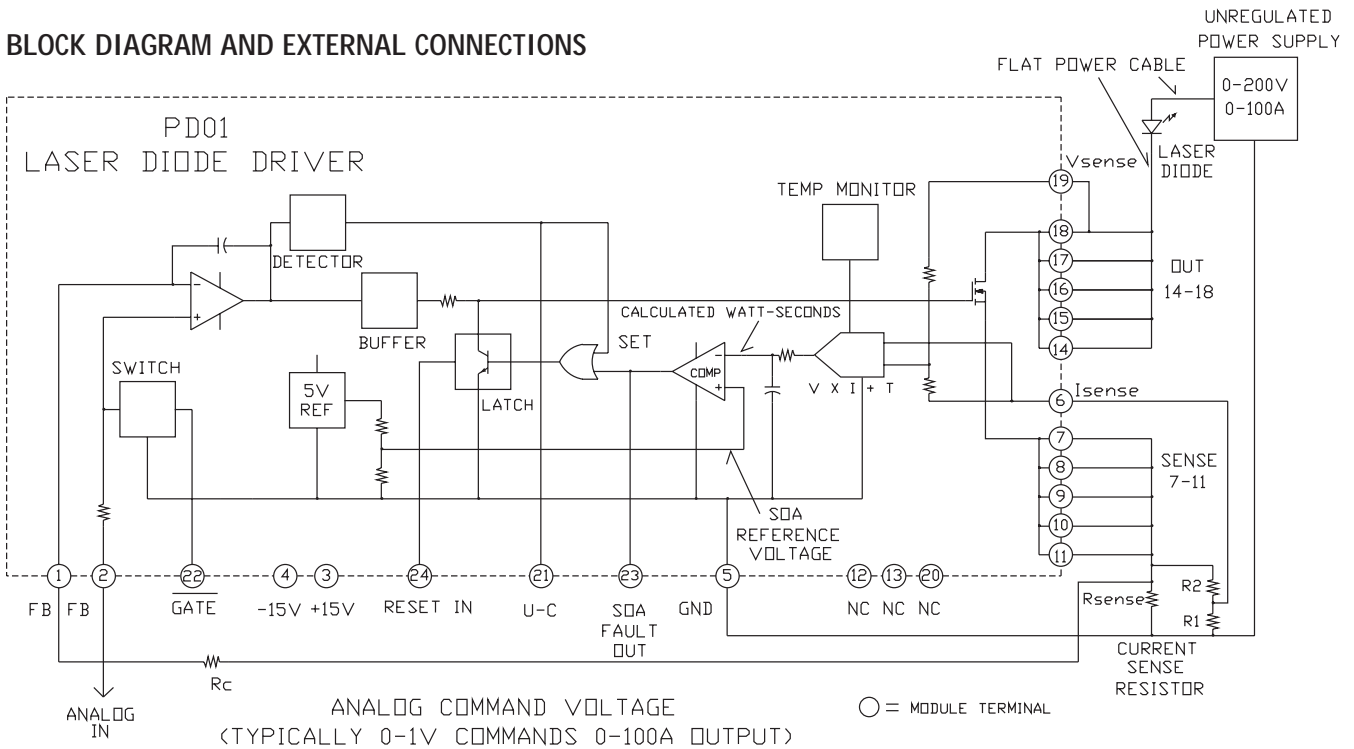 UNREGULATED
POWER SUPPLY
BLOCK DIAGRAM AND EXTERNAL CONNECTIONS
FLAT POWER CABLE
0-200V
0-100A
PD01
LASER DIODE DRIVER
LASER
DIODE
Vsense
19
TEMP MONITOR
18
DETECTOR
17
OUT
14-18
16
CALCULATED WATT-SECONDS
15
BUFFER
SET
14
SWITCH
COMP
5V
REF
V X I + T
Isense
6
LATCH
7
SENSE
7-11
8
9
SOA
REFERENCE
VOLTAGE
10
11
1
2
22
4
3
24
21
23
5
12
13
20
R2
Rsense
R1
FB
FB
GATE
-15V
+15V
RESET IN
U-C
SOA
FAULT
OUT
GND
NC
NC
NC
CURRENT
SENSE
RESISTOR
Rc
ANALOG
IN
ANALOG COMMAND VOLTAGE
(TYPICALLY 0-1V COMMANDS 0-100A OUTPUT)
= MODULE TERMINAL